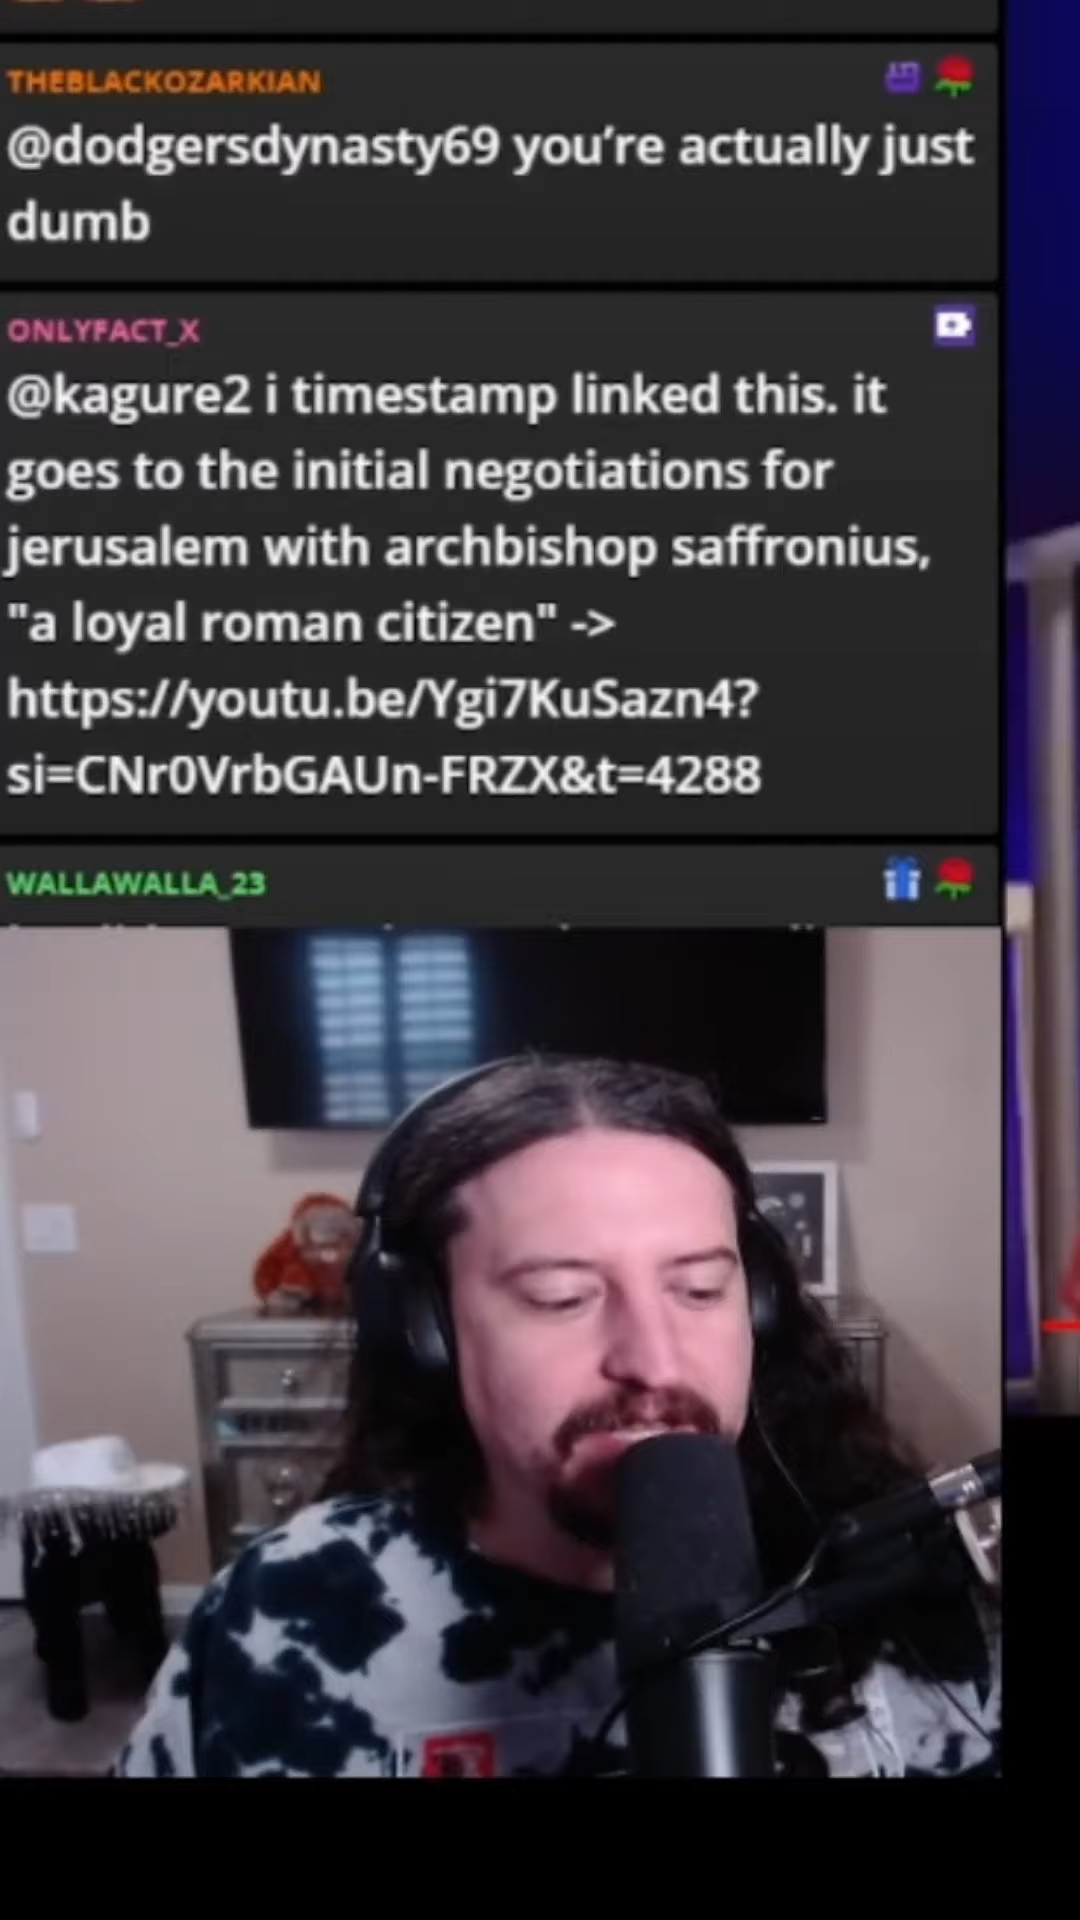 THEBLACKOZARKIAN
@dodgersdynasty69 you’re actually just
dumb
ONLYFACT_X
@kagure2 i timestamp linked this. it
goes to the initial negotiations for
jerusalem with archbishop saffronius,
"a loyal roman citizen" ->
https://youtu.be/Ygi7KuSazn4?
si=CNr0VrbGAUn-FRZX&t=4288
WALLAWALLA_23